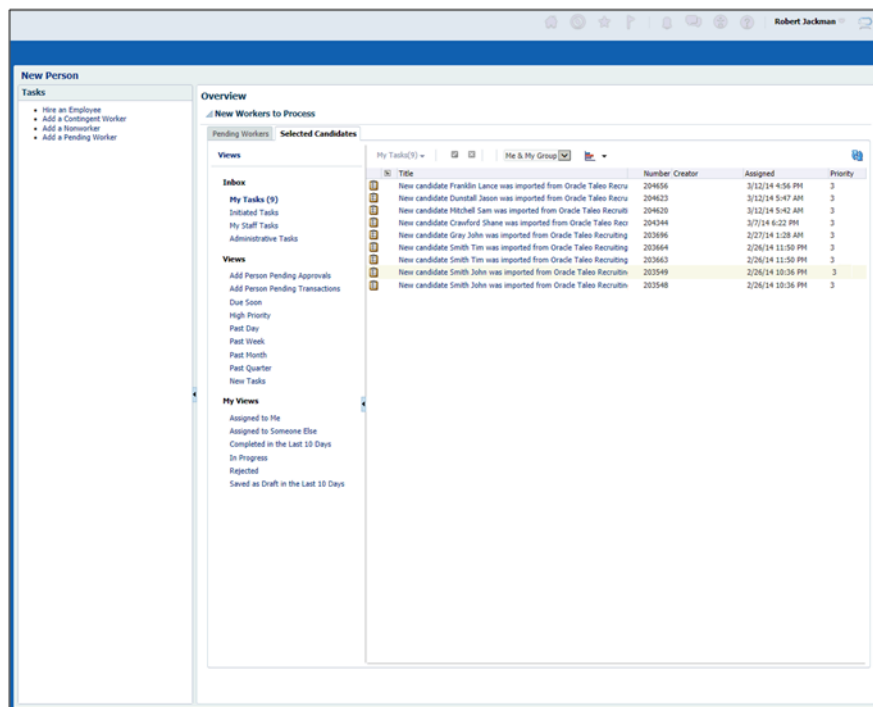 Robert Jackman
New Person
Tasks
Hire an Employee
Add a Contingent Worker
Add a Nonworker
Add a Pending Worker
Overview
New Workers to Process
Pending Workers Selected Candidates
Views
Inbox
My Tasks (9)
Initiated Tasks
My Staff Tasks
Administrative Tasks
Views
Add Person Pending Approvals
Add Person Pending Transactions
Due Soon
High Priority
Past Day
Past Week
Past Month
Past Quarter
New Tasks
My Views
Assigned to Me
Assigned to Someone Else
Completed in the Last 10 Days
In Progress
Rejected
Saved as Draft in the Last 10 Days
My Tasks(9) Me & My Group
Title Number Creator Assigned Priority
New candidate Franklin Lance was imported from Oracle Taleo Recru 204656 3/12/14 4:56 PM 3
New candidate Dunstall Jason was imported from Oracle Taleo Recru 204623 3/12/14 5:47 AM 3
New candidate Mitchell Sam was imported from Oracle Taleo Recruiti 204620 3/12/14 5:42 AM 3
New candidate Crawford Shane was imported from Oracle Taleo Recr 204344 3/7/14 6:22 PM 3
New candidate Gray John was imported from Oracle Taleo Recruiting 203696 2/27/14 1:28 AM 3
New candidate Smith Tim was imported from Oracle Taleo Recruiting 203664 2/26/14 11:50 PM 3
New candidate Smith Tim was imported from Oracle Taleo Recruiting 203663 2/26/14 11:50 PM 3
New candidate Smith John was imported from Oracle Taleo Recruitin 203549 2/26/14 10:36 PM 3
New candidate Smith John was imported from Oracle Taleo Recruitin 203548 2/26/14 10:36 PM 3